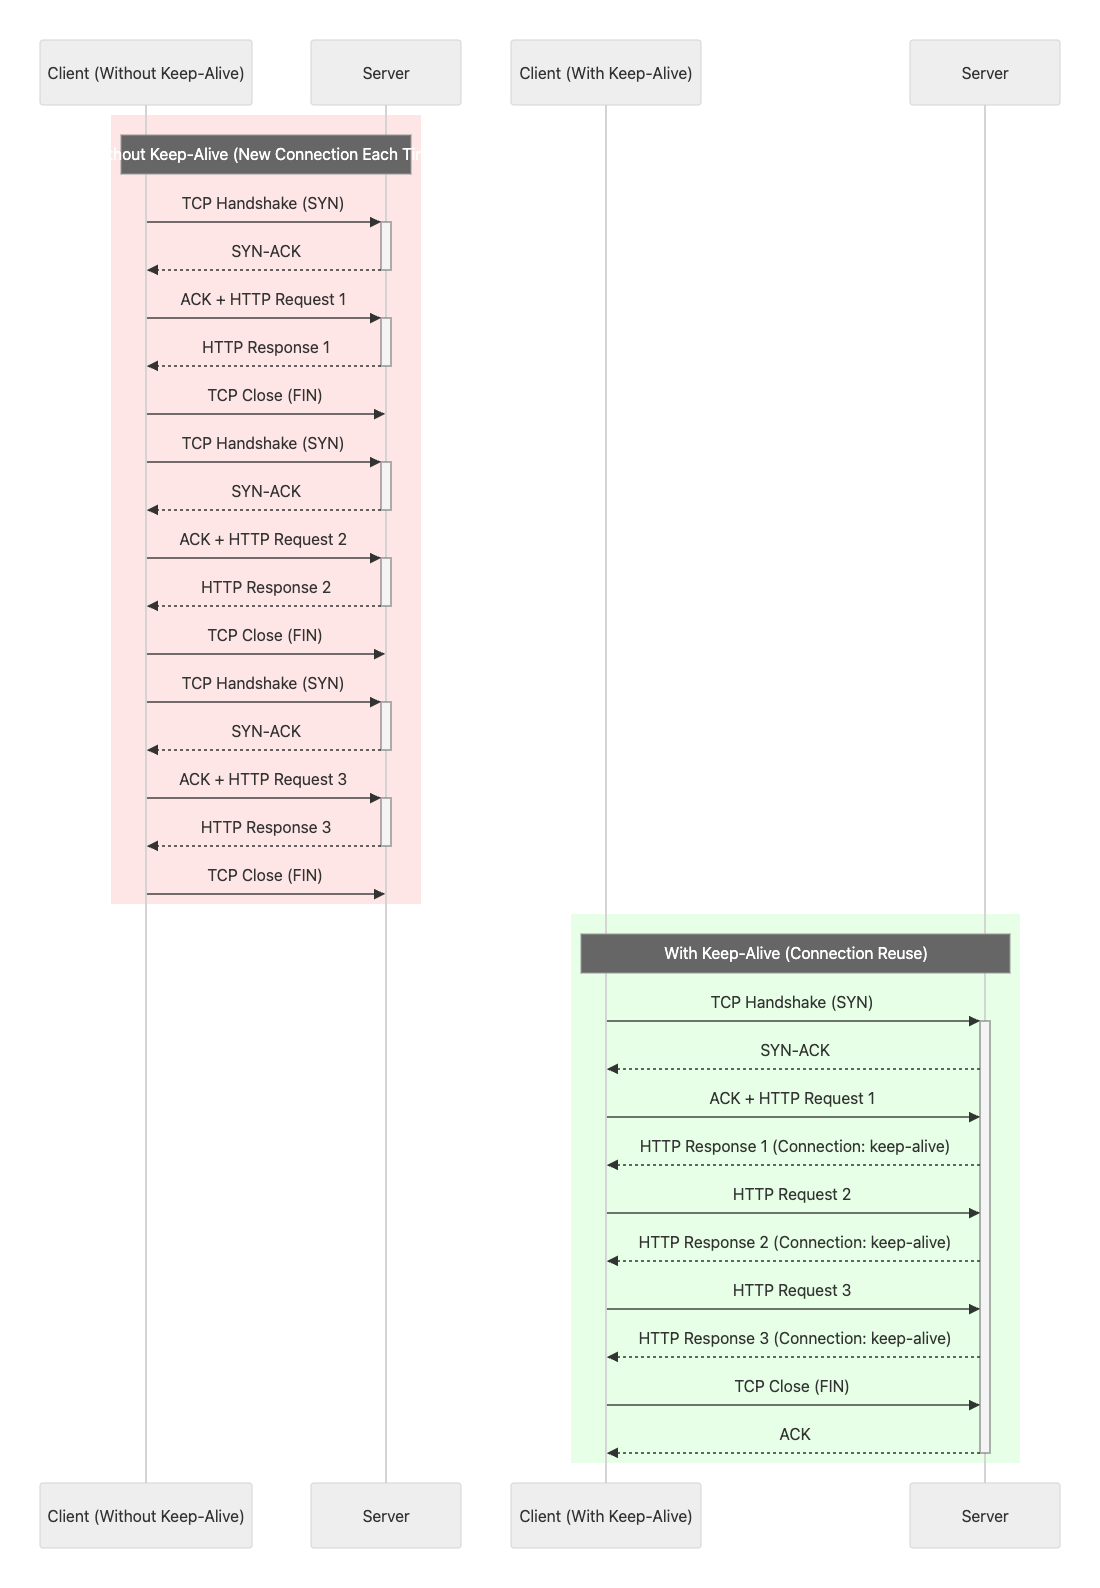 Client (Without Keep-Alive)
Server
Client (With Keep-Alive)
Server
hout Keep-Alive (New Connection Each Ti
TCP Handshake (SYN)
SYN-ACK
ACK + HTTP Request 1
HTTP Response 1
TCP Close (FIN)
TCP Handshake (SYN)
SYN-ACK
ACK + HTTP Request 2
HTTP Response 2
TCP Close (FIN)
TCP Handshake (SYN)
SYN-ACK
ACK + HTTP Request 3
HTTP Response 3
TCP Close (FIN)
With Keep-Alive (Connection Reuse)
TCP Handshake (SYN)
SYN-ACK
ACK + HTTP Request 1
HTTP Response 1 (Connection: keep-alive)
HTTP Request 2
HTTP Response 2 (Connection: keep-alive)
HTTP Request 3
HTTP Response 3 (Connection: keep-alive)
TCP Close (FIN)
ACK
Client (Without Keep-Alive)
Server
Client (With Keep-Alive)
Server